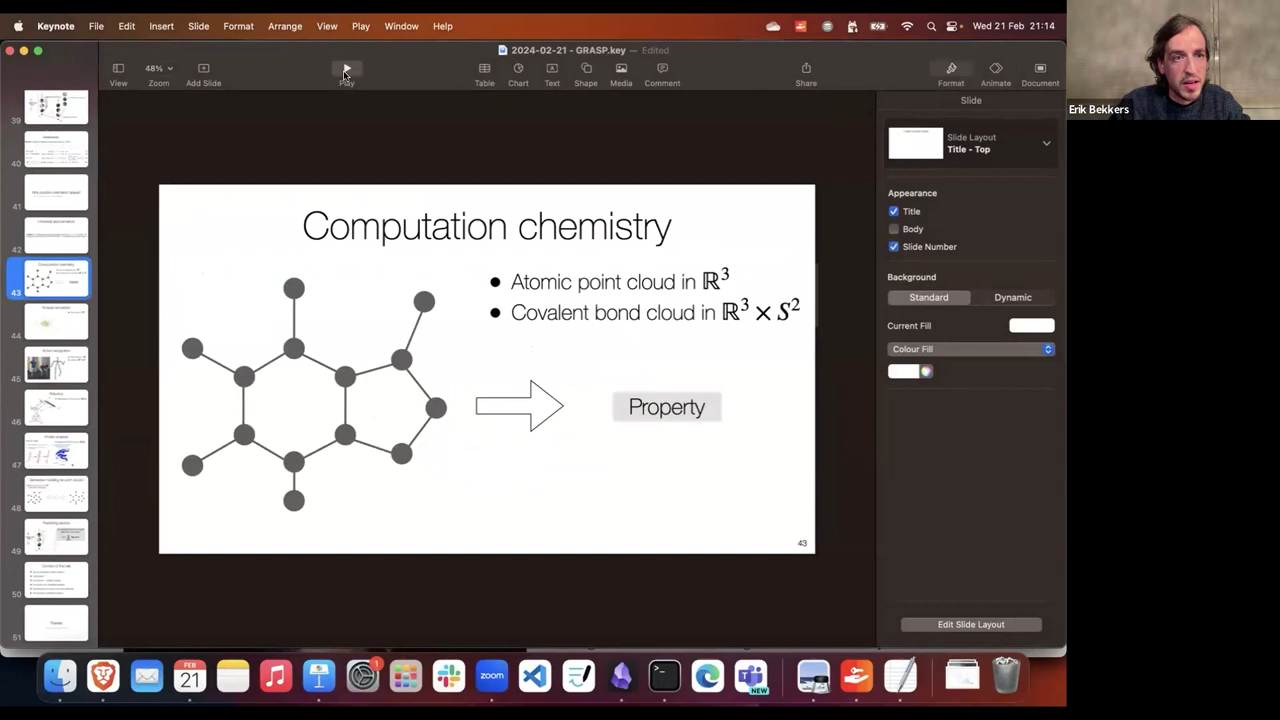 Keynote File Edit Insert Slide Format Arrange View Play Window Help
Wed 21 Feb 21:14
2024-02-21 - GRASP.key — Edited
48%
View Zoom Add Slide Play Table Chart Text Shape Media Comment Share Format Animate Document
Erik Bekkers
Slide
39
40
41
42
43
44
45
46
47
48
49
50
51
Computation chemistry
• Atomic point cloud in ℝ³
• Covalent bond cloud in ℝ³ × S²
Property
43
Slide Layout
Title - Top
Appearance
Title
Body
Slide Number
Background
Standard Dynamic
Current Fill
Colour Fill
Edit Slide Layout
1
FEB
21
zoom
NEW